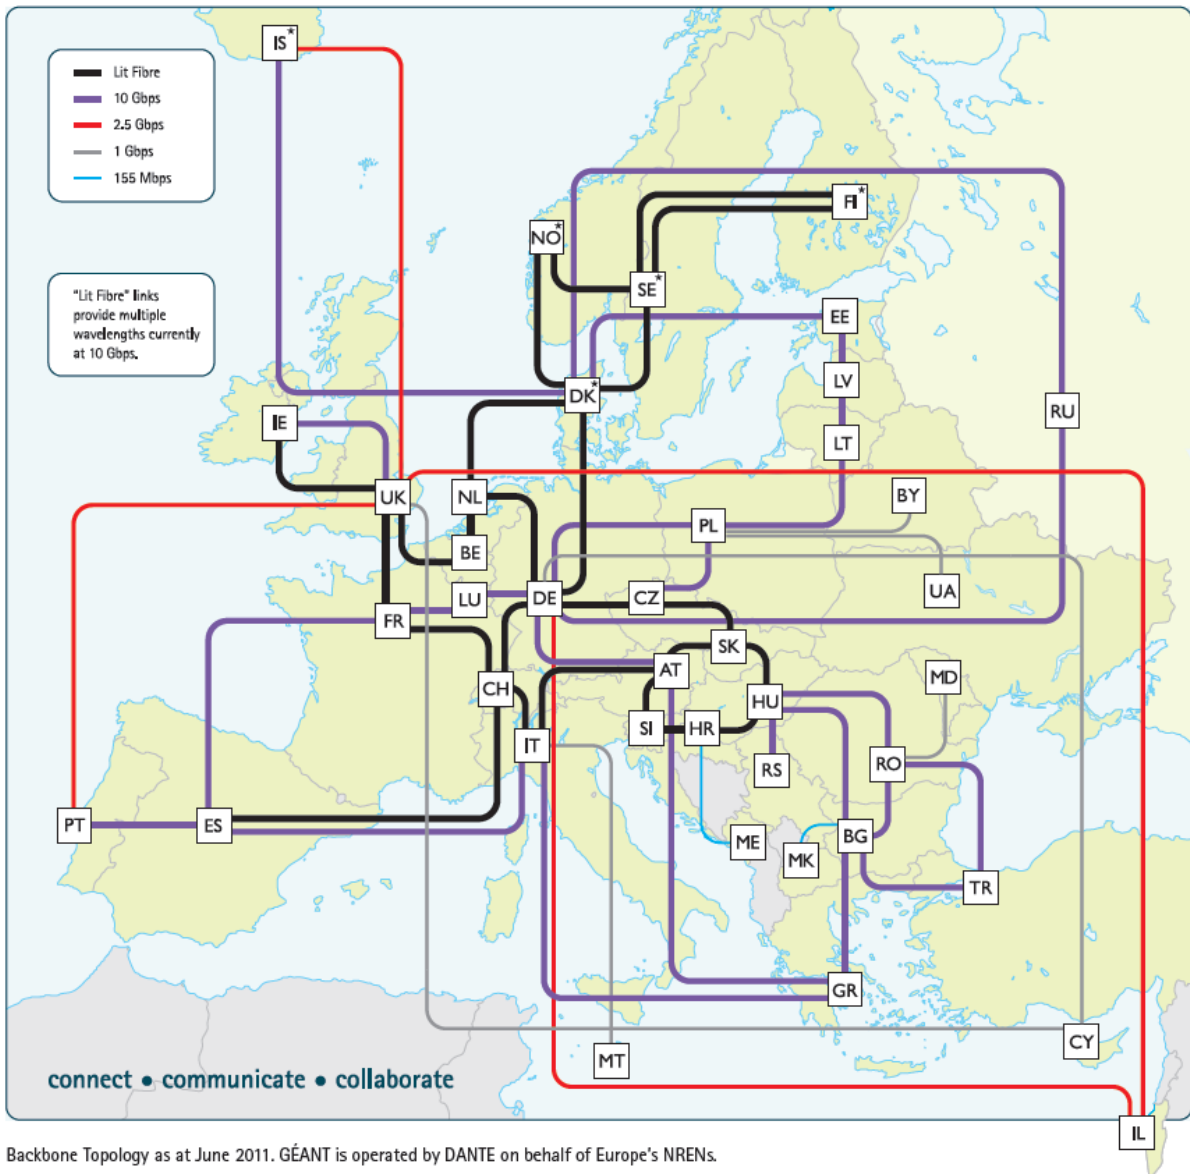 IS*
Lit Fibre
10 Gbps
2.5 Gbps
1 Gbps
155 Mbps
FI*
NO*
SE*
"Lit Fibre" links
provide multiple
wavelengths currently
at 10 Gbps.
EE
LV
DK*
RU
IE
LT
UK
NL
BY
PL
BE
UA
LU
DE
CZ
FR
SK
AT
MD
CH
HU
SI
HR
IT
RO
RS
PT
ES
BG
ME
MK
TR
GR
CY
MT
connect • communicate • collaborate
IL
Backbone Topology as at June 2011. GÉANT is operated by DANTE on behalf of Europe's NRENs.